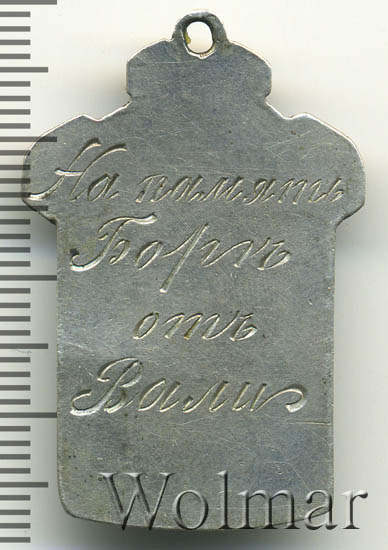 На память
Борѣ
отъ
Вали
Wolmar